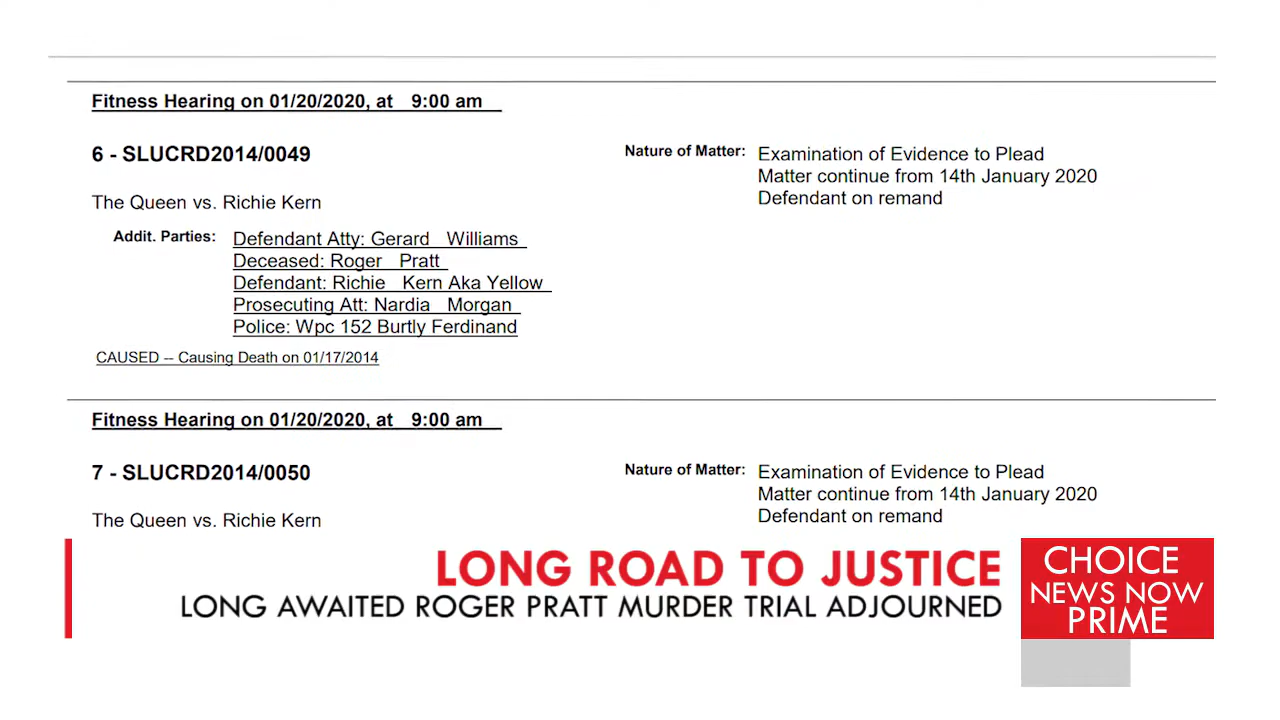 Fitness Hearing on 01/20/2020, at 9:00 am
6 - SLUCRD2014/0049
Nature of Matter: Examination of Evidence to Plead
Matter continue from 14th January 2020
Defendant on remand
The Queen vs. Richie Kern
Addit. Parties: Defendant Atty: Gerard Williams
Deceased: Roger Pratt
Defendant: Richie Kern Aka Yellow
Prosecuting Att: Nardia Morgan
Police: Wpc 152 Burtly Ferdinand
CAUSED -- Causing Death on 01/17/2014
Fitness Hearing on 01/20/2020, at 9:00 am
7 - SLUCRD2014/0050
Nature of Matter: Examination of Evidence to Plead
Matter continue from 14th January 2020
Defendant on remand
The Queen vs. Richie Kern
LONG ROAD TO JUSTICE
LONG AWAITED ROGER PRATT MURDER TRIAL ADJOURNED
CHOICE
NEWS NOW
PRIME